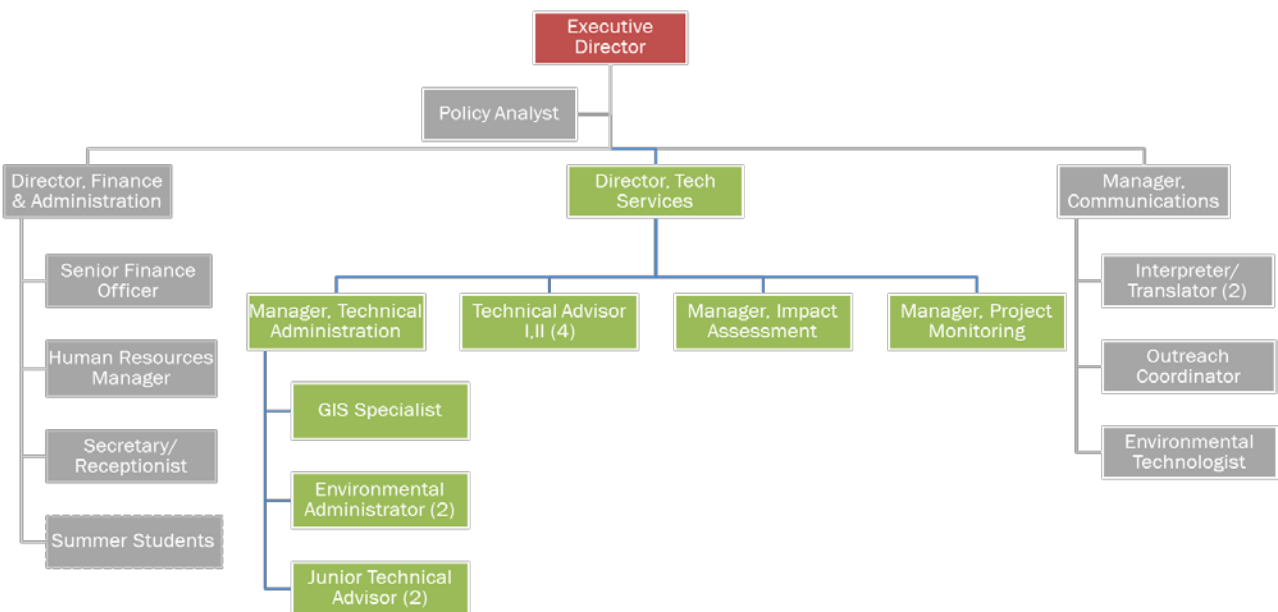 Executive
Director
Policy Analyst
Director, Finance
& Administration
Director, Tech
Services
Manager,
Communications
Senior Finance
Officer
Human Resources
Manager
Secretary/
Receptionist
Summer Students
Manager, Technical
Administration
Technical Advisor
I,II (4)
Manager, Impact
Assessment
Manager, Project
Monitoring
GIS Specialist
Environmental
Administrator (2)
Junior Technical
Advisor (2)
Interpreter/
Translator (2)
Outreach
Coordinator
Environmental
Technologist